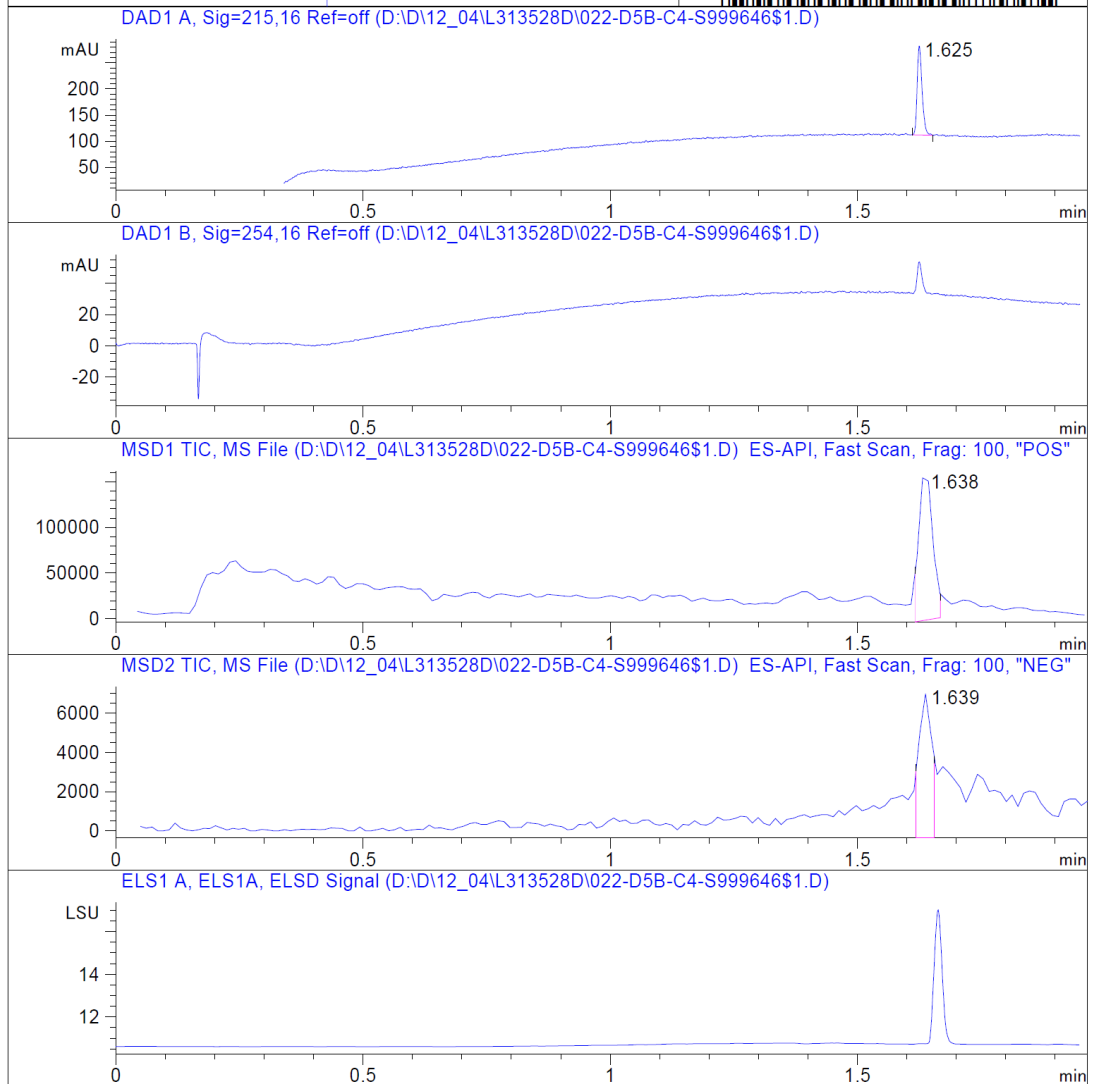 DAD1 A, Sig=215,16 Ref=off (D:\D\12_04\L313528D\022-D5B-C4-S999646$1.D)
mAU
1.625
200
150
100
50
0 0.5 1 1.5 min
DAD1 B, Sig=254,16 Ref=off (D:\D\12_04\L313528D\022-D5B-C4-S999646$1.D)
mAU
20
0
-20
0 0.5 1 1.5 min
MSD1 TIC, MS File (D:\D\12_04\L313528D\022-D5B-C4-S999646$1.D) ES-API, Fast Scan, Frag: 100, "POS"
1.638
100000
50000
0
0 0.5 1 1.5 min
MSD2 TIC, MS File (D:\D\12_04\L313528D\022-D5B-C4-S999646$1.D) ES-API, Fast Scan, Frag: 100, "NEG"
1.639
6000
4000
2000
0
0 0.5 1 1.5 min
ELS1 A, ELS1A, ELSD Signal (D:\D\12_04\L313528D\022-D5B-C4-S999646$1.D)
LSU
14
12
0 0.5 1 1.5 min